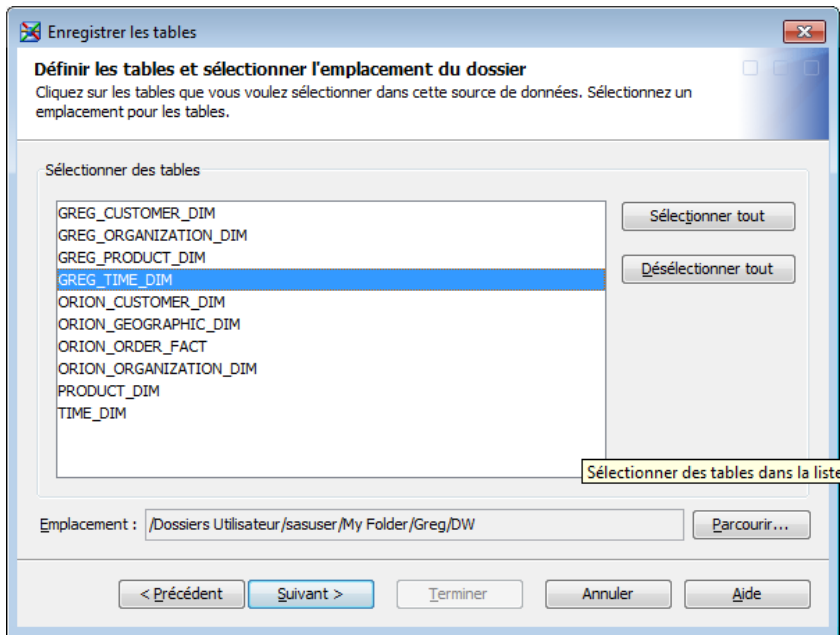 Enregistrer les tables
Définir les tables et sélectionner l'emplacement du dossier
Cliquez sur les tables que vous voulez sélectionner dans cette source de données. Sélectionnez un
emplacement pour les tables.
Sélectionner des tables
GREG_CUSTOMER_DIM
GREG_ORGANIZATION_DIM
GREG_PRODUCT_DIM
GREG_TIME_DIM
ORION_CUSTOMER_DIM
ORION_GEOGRAPHIC_DIM
ORION_ORDER_FACT
ORION_ORGANIZATION_DIM
PRODUCT_DIM
TIME_DIM
Sélectionner tout
Désélectionner tout
Sélectionner des tables dans la liste
Emplacement : /Dossiers Utilisateur/sasuser/My Folder/Greg/DW Parcourir...
< Précédent Suivant > Terminer Annuler Aide